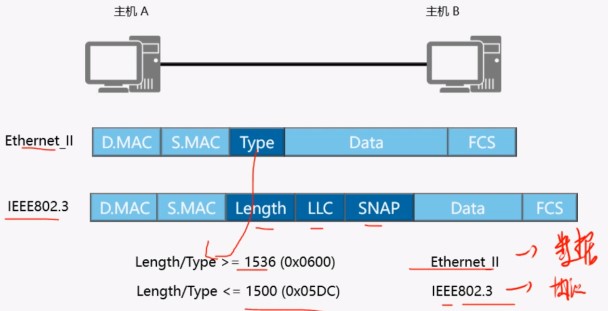 主机 A 主机 B
Ethernet_II D.MAC S.MAC Type Data FCS
IEEE802.3 D.MAC S.MAC Length LLC SNAP Data FCS
Length/Type >= 1536 (0x0600) Ethernet_II → 数据
Length/Type <= 1500 (0x05DC) IEEE802.3 → 协议